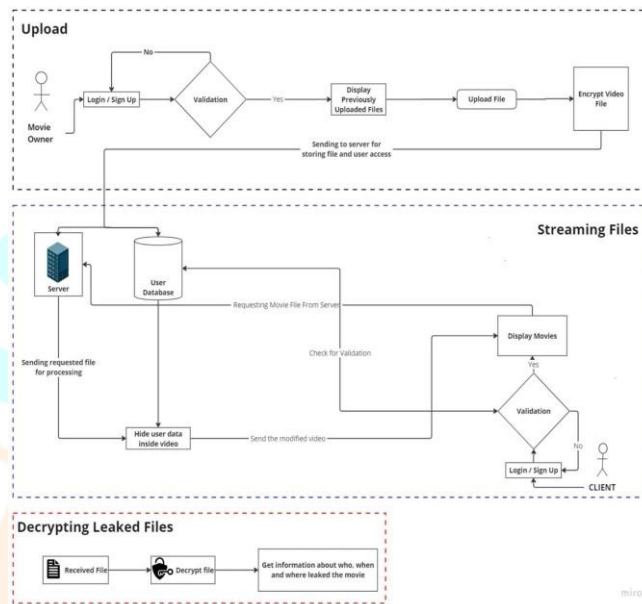 Upload
No
Movie
Owner
Login / Sign Up
Validation
Yes
Display
Previously
Uploaded Files
Upload File
Encrypt Video
File
Sending to server for
storing file and user access
Streaming Files
Server
User
Database
Requesting Movie File From Server
Display Movies
Sending requested file
for processing
Check for Validation
Yes
Validation
No
Hide user data
inside video
Send the modified video
Login / Sign Up
CLIENT
Decrypting Leaked Files
Received File
Decrypt file
Get information about who, when
and where leaked the movie
miro